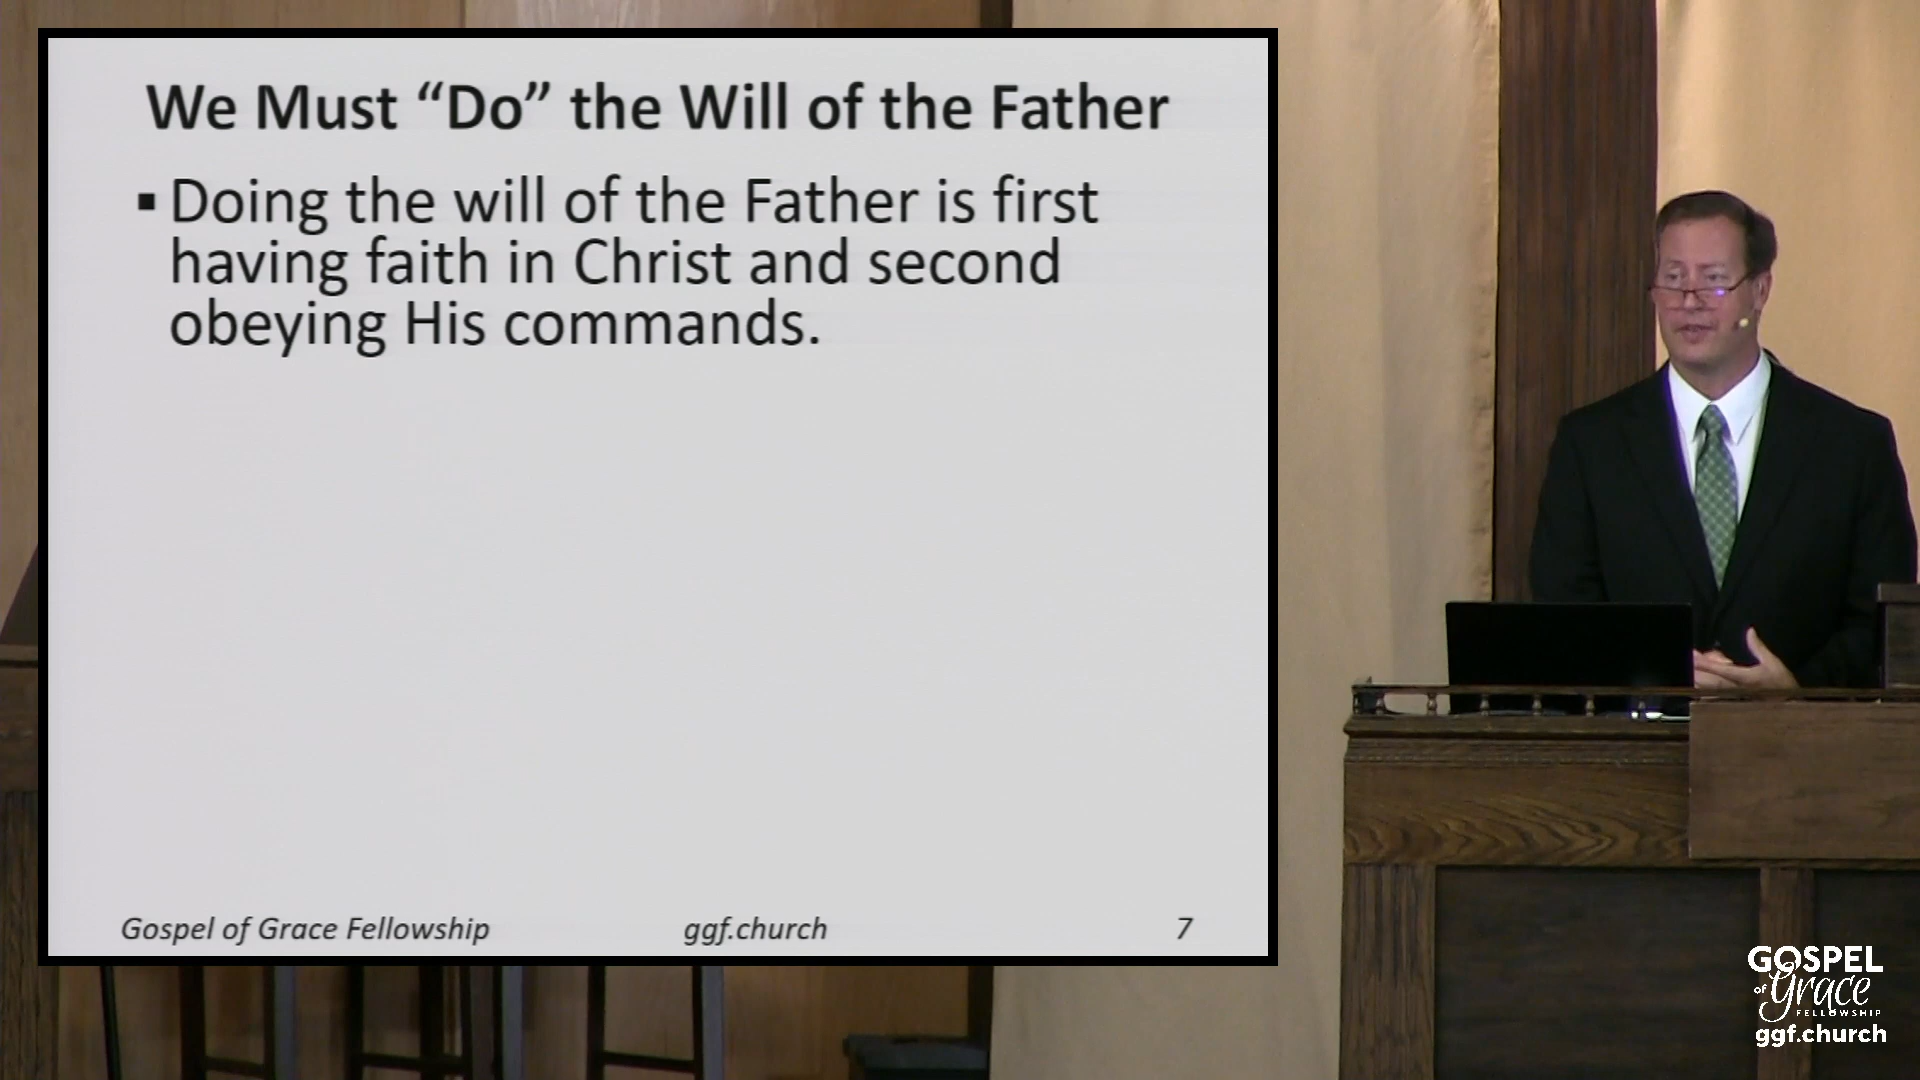 We Must “Do” the Will of the Father
▪ Doing the will of the Father is first
having faith in Christ and second
obeying His commands.
Gospel of Grace Fellowship ggf.church 7
GOSPEL
of Grace
FELLOWSHIP
ggf.church